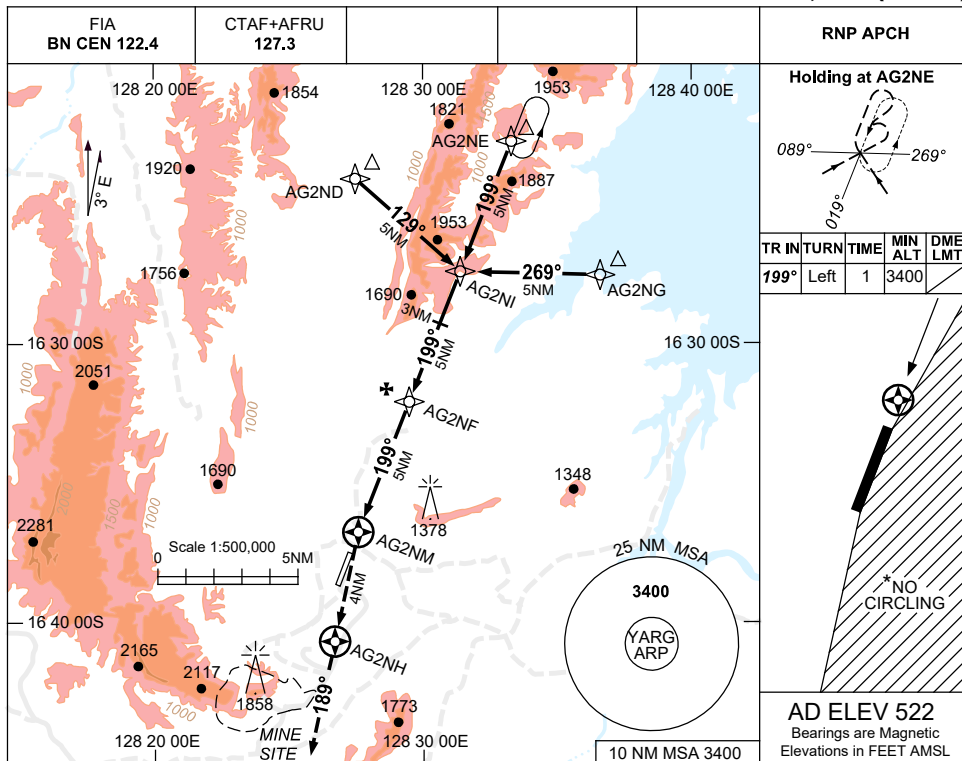 FIA
BN CEN 122.4
CTAF+AFRU
127.3
RNP APCH
128 20 00E
128 30 00E
128 40 00E
1953
1854
1821
1500
AG2NE
1000
1920
3° E
AG2ND
1000
1000
1887
199°
5NM
129°
5NM
1953
1756
269°
5NM
AG2NI
AG2NG
1690
3NM
16 30 00S
16 30 00S
199°
5NM
1000
2051
AG2NF
1000
199°
5NM
1690
1348
1378
2000
1500
1000
2281
Scale 1:500,000
0
5NM
AG2NM
4NM
25 NM MSA
3400
YARG
ARP
16 40 00S
AG2NH
2165
2117
1858
1000
189°
1773
MINE
SITE
128 20 00E
128 30 00E
10 NM MSA 3400
Holding at AG2NE
089°
269°
019°
TR IN TURN TIME MIN ALT DME LMT
199° Left 1 3400
*NO
CIRCLING
AD ELEV 522
Bearings are Magnetic
Elevations in FEET AMSL